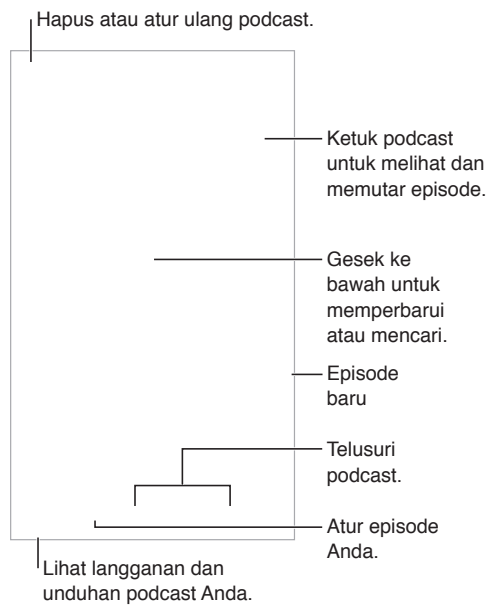 Hapus atau atur ulang podcast.
Ketuk podcast
untuk melihat dan
memutar episode.
Gesek ke
bawah untuk
memperbarui
atau mencari.
Episode
baru
Telusuri
podcast.
Atur episode
Anda.
Lihat langganan dan
unduhan podcast Anda.